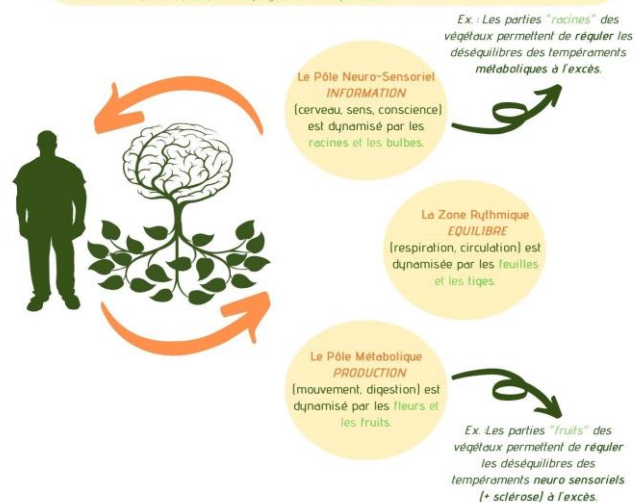 Le Pôle Neuro-Sensoriel
INFORMATION
(cerveau, sens, conscience)
est dynamisé par les
racines et les bulbes.
Ex. : Les parties "racines" des
végétaux permettent de réguler les
déséquilibres des tempéraments
métaboliques à l'excès.
La Zone Rythmique
EQUILIBRE
(respiration, circulation) est
dynamisée par les feuilles
et les tiges.
Le Pôle Métabolique
PRODUCTION
(mouvement, digestion) est
dynamisé par les fleurs et
les fruits.
Ex. :Les parties "fruits" des
végétaux permettent de réguler
les déséquilibres des
tempéraments neuro sensoriels
(+ sclérose) à l'excès.